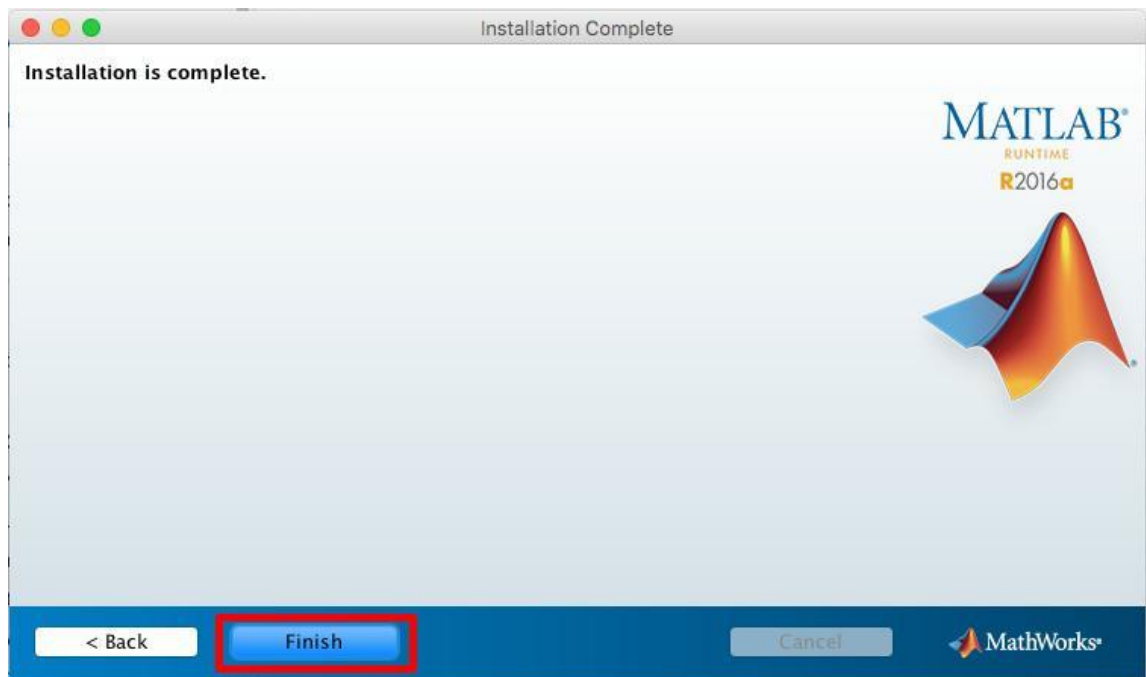 Installation Complete
Installation is complete.
MATLAB®
RUNTIME
R2016a
< Back
Finish
Cancel
MathWorks®